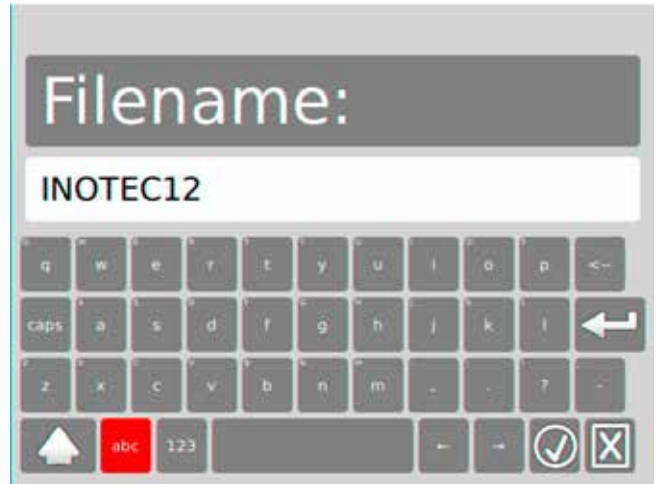 Filename:
INOTEC12
q w e r t y u i o p <--
caps a s d f g h j k l
z x c v b n m , . ? -
abc 123 ← →